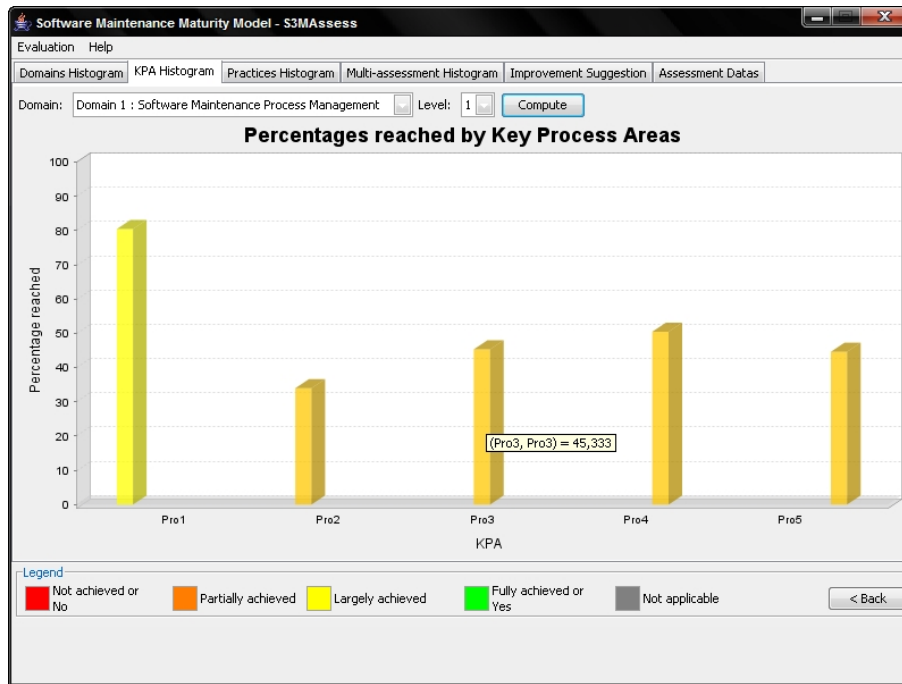 Software Maintenance Maturity Model - S3MAssess
Evaluation Help
Domains Histogram KPA Histogram Practices Histogram Multi-assessment Histogram Improvement Suggestion Assessment Datas
Domain: Domain 1 : Software Maintenance Process Management Level: 1 Compute
Percentages reached by Key Process Areas
100
90
80
70
60
50
40
30
20
10
0
Percentage reached
(Pro3, Pro3) = 45,333
Pro1 Pro2 Pro3 Pro4 Pro5
KPA
Legend
Not achieved or
No
Partially achieved
Largely achieved
Fully achieved or
Yes
Not applicable
< Back